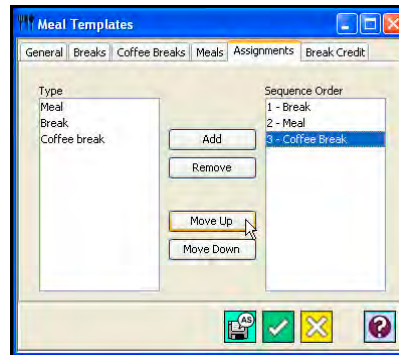 Meal Templates
General Breaks Coffee Breaks Meals Assignments Break Credit
Type
Meal
Break
Coffee break
Add
Remove
Move Up
Move Down
Sequence Order
1 - Break
2 - Meal
3 - Coffee Break
AS
?